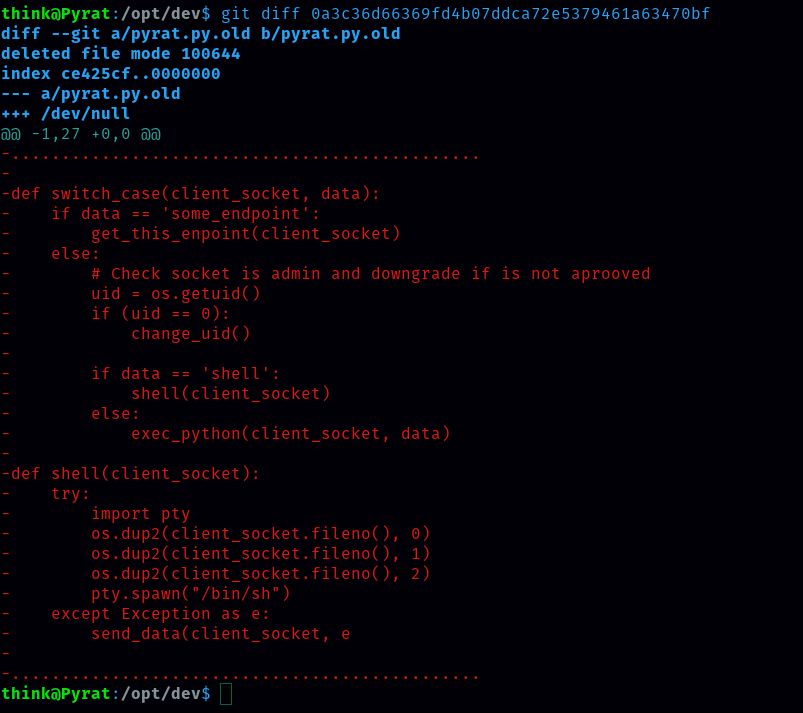 think@Pyrat:/opt/dev$ git diff 0a3c36d66369fd4b07ddca72e5379461a63470bf
diff --git a/pyrat.py.old b/pyrat.py.old
deleted file mode 100644
index ce425cf..0000000
--- a/pyrat.py.old
+++ /dev/null
@@ -1,27 +0,0 @@
-...............................................
-
-def switch_case(client_socket, data):
-    if data == 'some_endpoint':
-        get_this_enpoint(client_socket)
-    else:
-        # Check socket is admin and downgrade if is not aprooved
-        uid = os.getuid()
-        if (uid == 0):
-            change_uid()
-
-        if data == 'shell':
-            shell(client_socket)
-        else:
-            exec_python(client_socket, data)
-
-def shell(client_socket):
-    try:
-        import pty
-        os.dup2(client_socket.fileno(), 0)
-        os.dup2(client_socket.fileno(), 1)
-        os.dup2(client_socket.fileno(), 2)
-        pty.spawn("/bin/sh")
-    except Exception as e:
-        send_data(client_socket, e
-
-...............................................
think@Pyrat:/opt/dev$